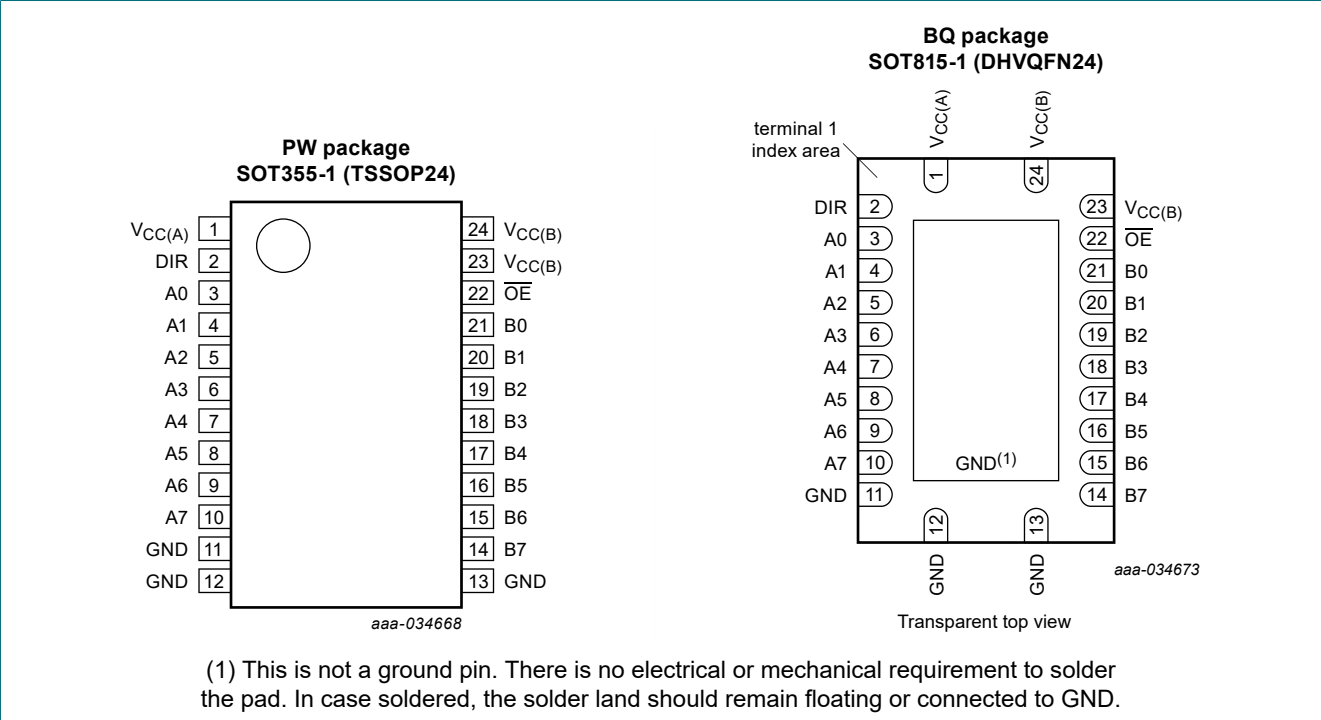 PW package
SOT355-1 (TSSOP24)
VCC(A) 1
DIR 2
A0 3
A1 4
A2 5
A3 6
A4 7
A5 8
A6 9
A7 10
GND 11
GND 12
24 VCC(B)
23 VCC(B)
22 OE
21 B0
20 B1
19 B2
18 B3
17 B4
16 B5
15 B6
14 B7
13 GND
aaa-034668
BQ package
SOT815-1 (DHVQFN24)
terminal 1
index area
VCC(A)
1
VCC(B)
24
DIR 2
A0 3
A1 4
A2 5
A3 6
A4 7
A5 8
A6 9
A7 10
GND 11
23 VCC(B)
22 OE
21 B0
20 B1
19 B2
18 B3
17 B4
16 B5
15 B6
14 B7
GND(1)
12
GND
13
GND
aaa-034673
Transparent top view
(1) This is not a ground pin. There is no electrical or mechanical requirement to solder
the pad. In case soldered, the solder land should remain floating or connected to GND.